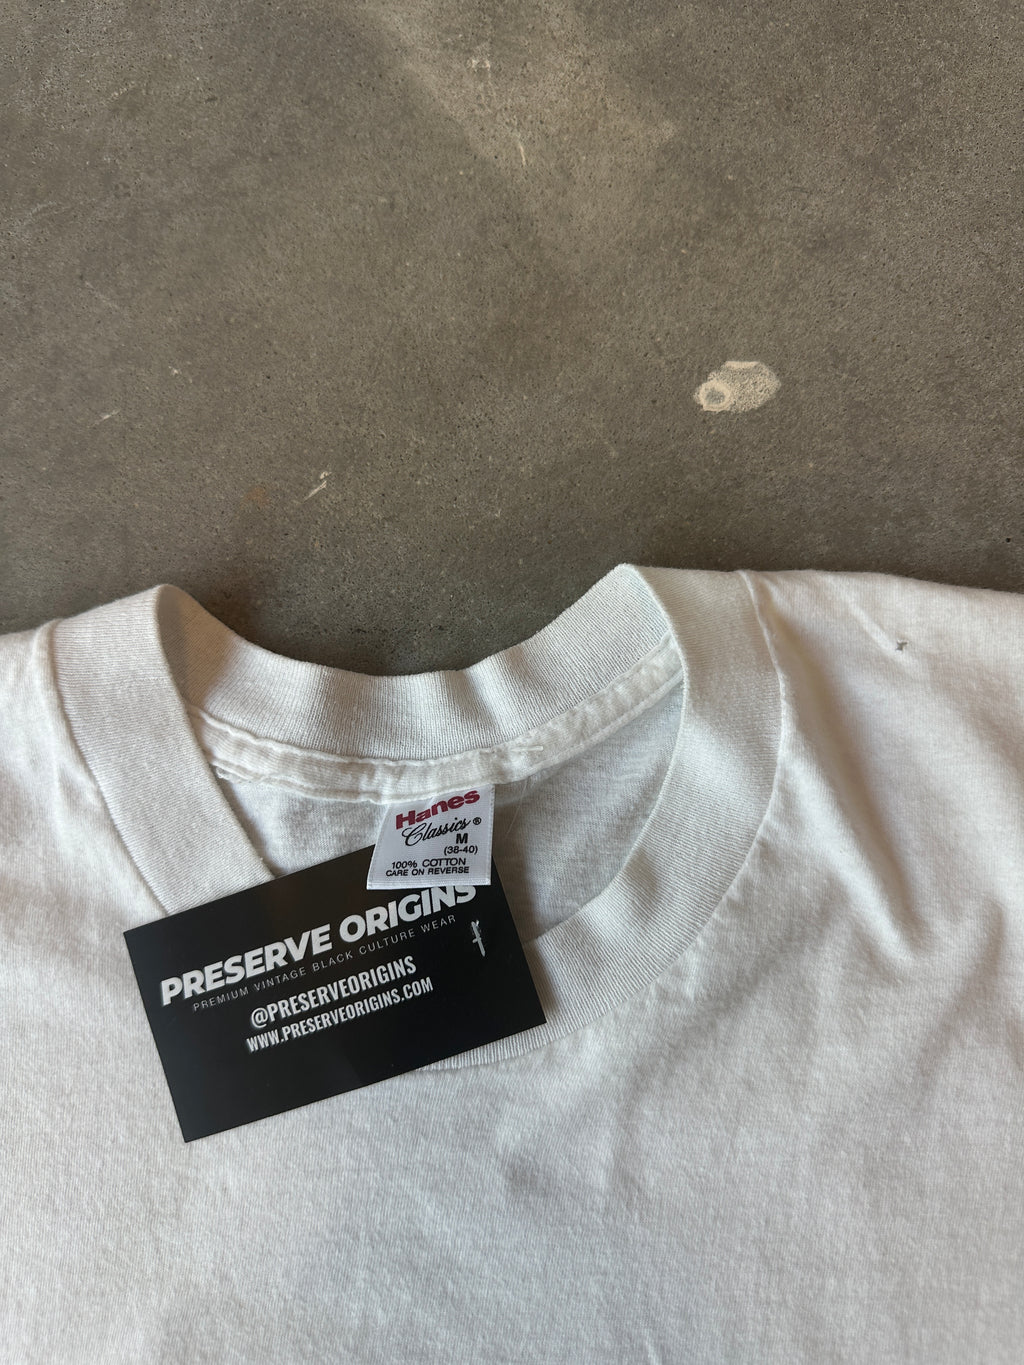 Hanes
Classics®
M
(38-40)
100% COTTON
CARE ON REVERSE
PRESERVE ORIGINS
PREMIUM VINTAGE BLACK CULTURE WEAR
@PRESERVEORIGINS
WWW.PRESERVEORIGINS.COM